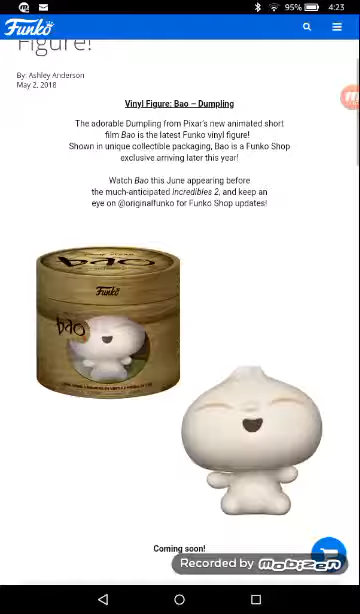 95% 4:23
Funko
Figure!
By: Ashley Anderson
May 2, 2018
Vinyl Figure: Bao – Dumpling
The adorable Dumpling from Pixar's new animated short
film Bao is the latest Funko vinyl figure!
Shown in unique collectible packaging, Bao is a Funko Shop
exclusive arriving later this year!
Watch Bao this June appearing before
the much-anticipated Incredibles 2, and keep an
eye on @originalfunko for Funko Shop updates!
bao
Funko
bao
Coming soon!
Recorded by mobizen